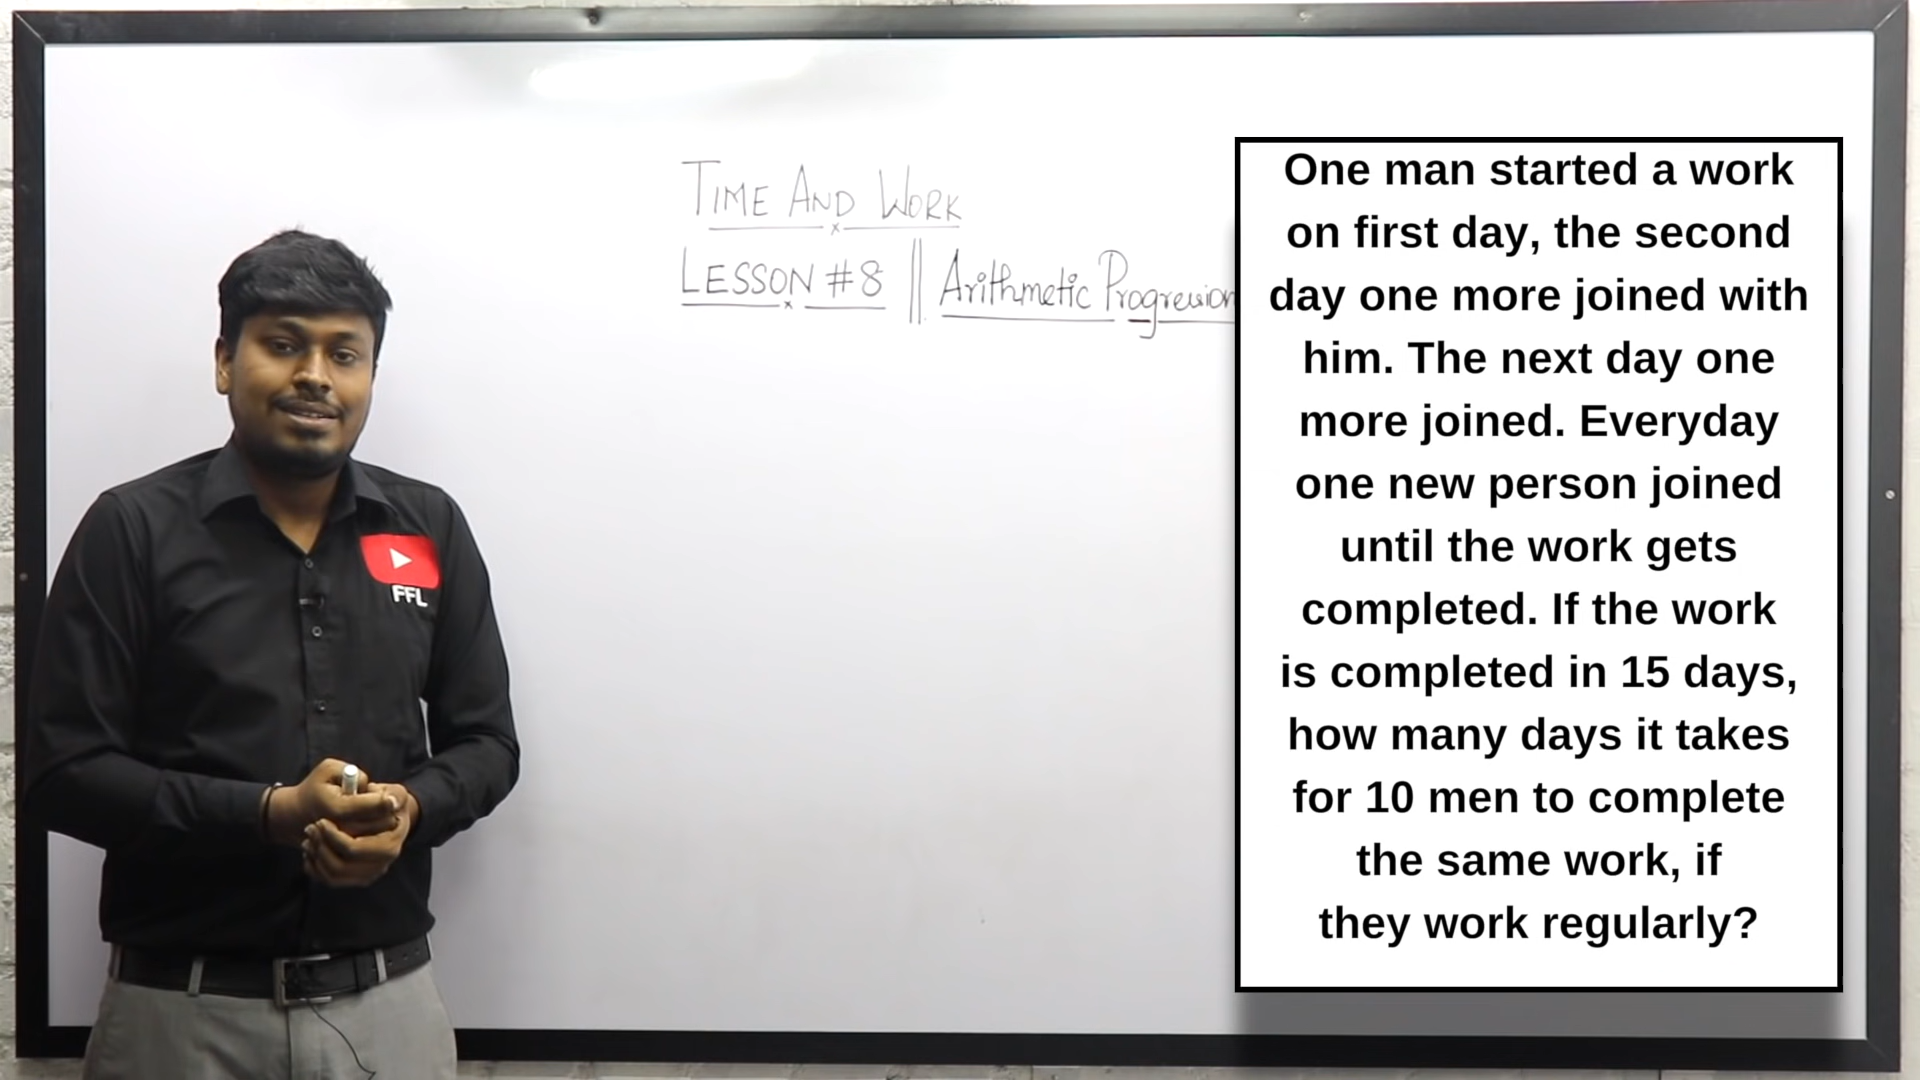 TIME AND WORK
LESSON #8 || Arithmetic Progression
FFL
One man started a work
on first day, the second
day one more joined with
him. The next day one
more joined. Everyday
one new person joined
until the work gets
completed. If the work
is completed in 15 days,
how many days it takes
for 10 men to complete
the same work, if
they work regularly?